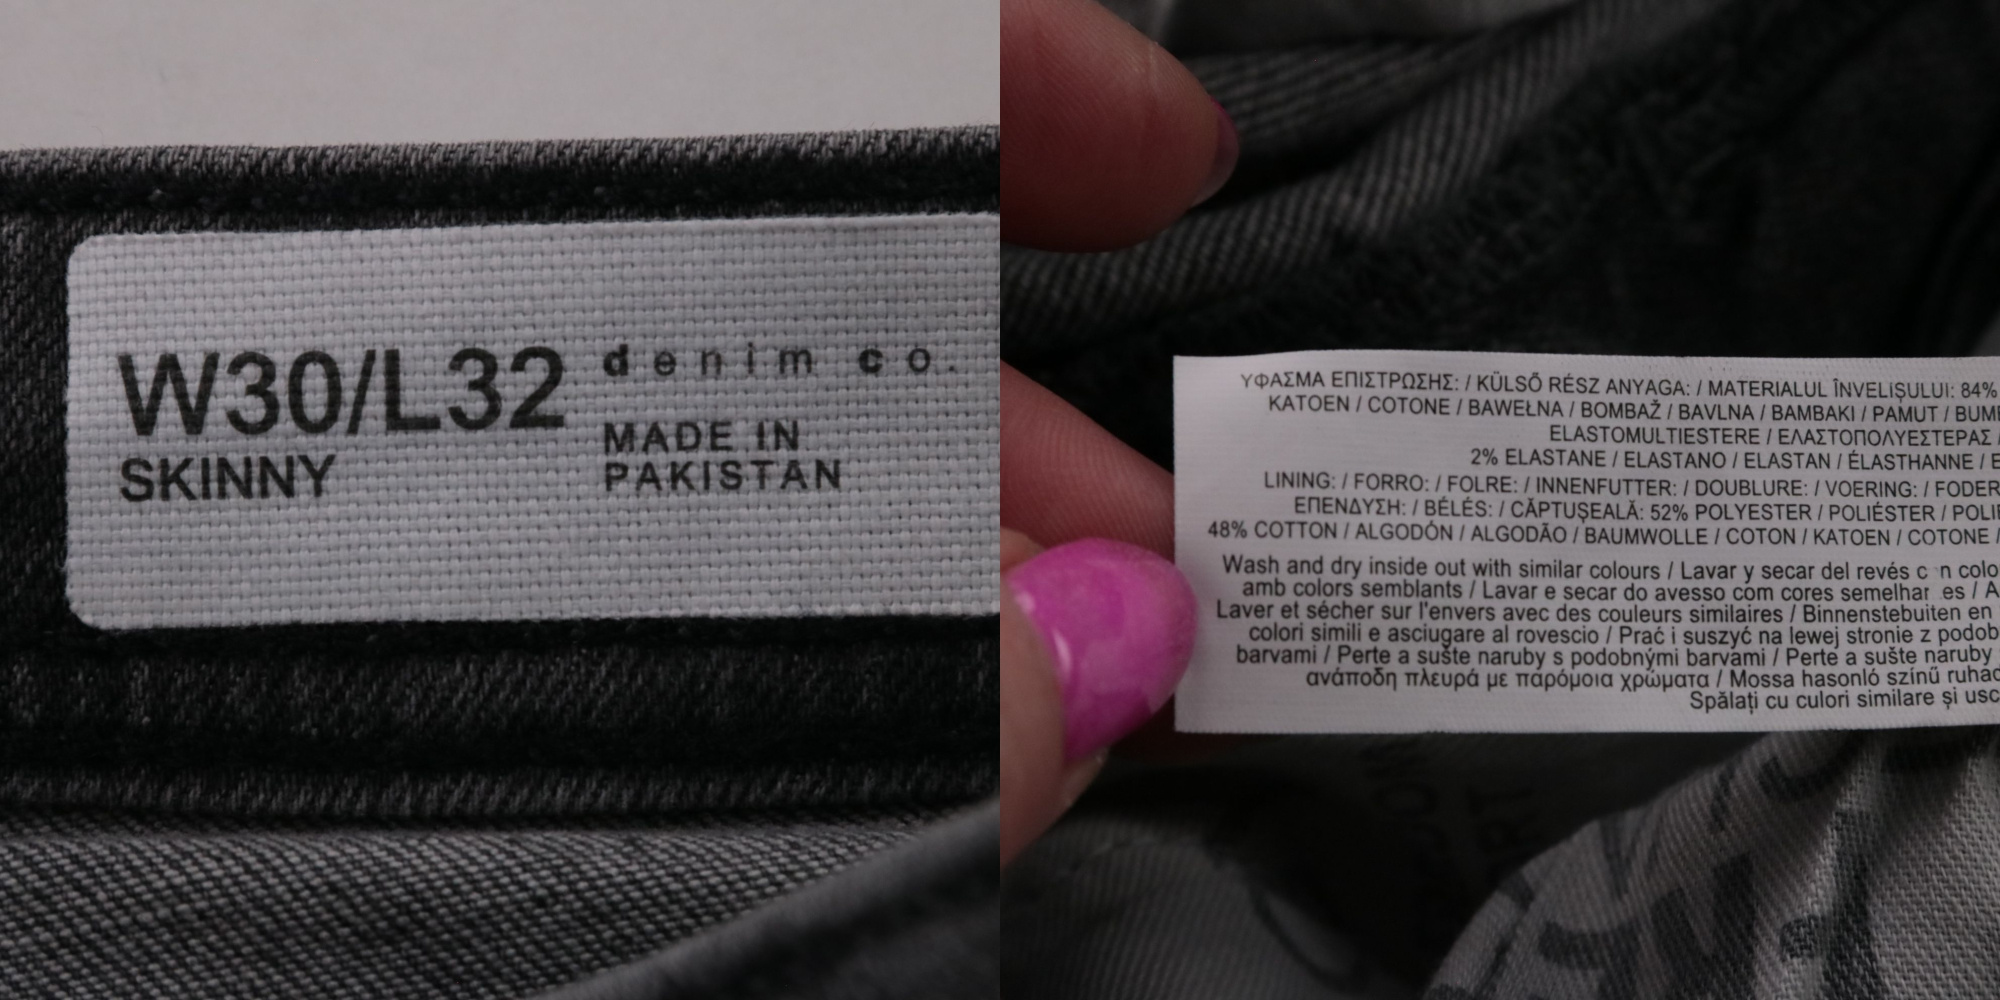 W30/L32
SKINNY
denim co.
MADE IN
PAKISTAN
ΥΦΑΣΜΑ ΕΠΙΣΤΡΩΣΗΣ: / KÜLSŐ RÉSZ ANYAGA: / MATERIALUL ÎNVELIȘULUI: 84%
KATOEN / COTONE / BAWEŁNA / BOMBAŽ / BAVLNA / BAMBAKI / PAMUT /
ELASTOMULTIESTERE / ΕΛΑΣΤΟΠΟΛΥΕΣΤΕΡΑΣ /
2% ELASTANE / ELASTANO / ELASTAN / ÉLASTHANNE /
LINING: / FORRO: / FOLRE: / INNENFUTTER: / DOUBLURE: / VOERING: /
ΕΠΕΝΔΥΣΗ: / BÉLÉS: / CĂPTUȘEALĂ: 52% POLYESTER / POLIÉSTER /
48% COTTON / ALGODÓN / ALGODÃO / BAUMWOLLE / COTON / KATOEN / COTONE /
Wash and dry inside out with similar colours / Lavar y secar del revés
amb colors semblants / Lavar e secar do avesso com cores /
Laver et sécher sur l'envers avec des couleurs similaires / Binnenstebuiten en
colori simili e asciugare al rovescio / Prać i suszyć na lewej stronie z
barvami / Perte a sušte naruby s podobnými barvami / Perte a sušte naruby
ανάποδη πλευρά με παρόμοια χρώματα / Mossa hasonló színű
Spălați cu culori similare și